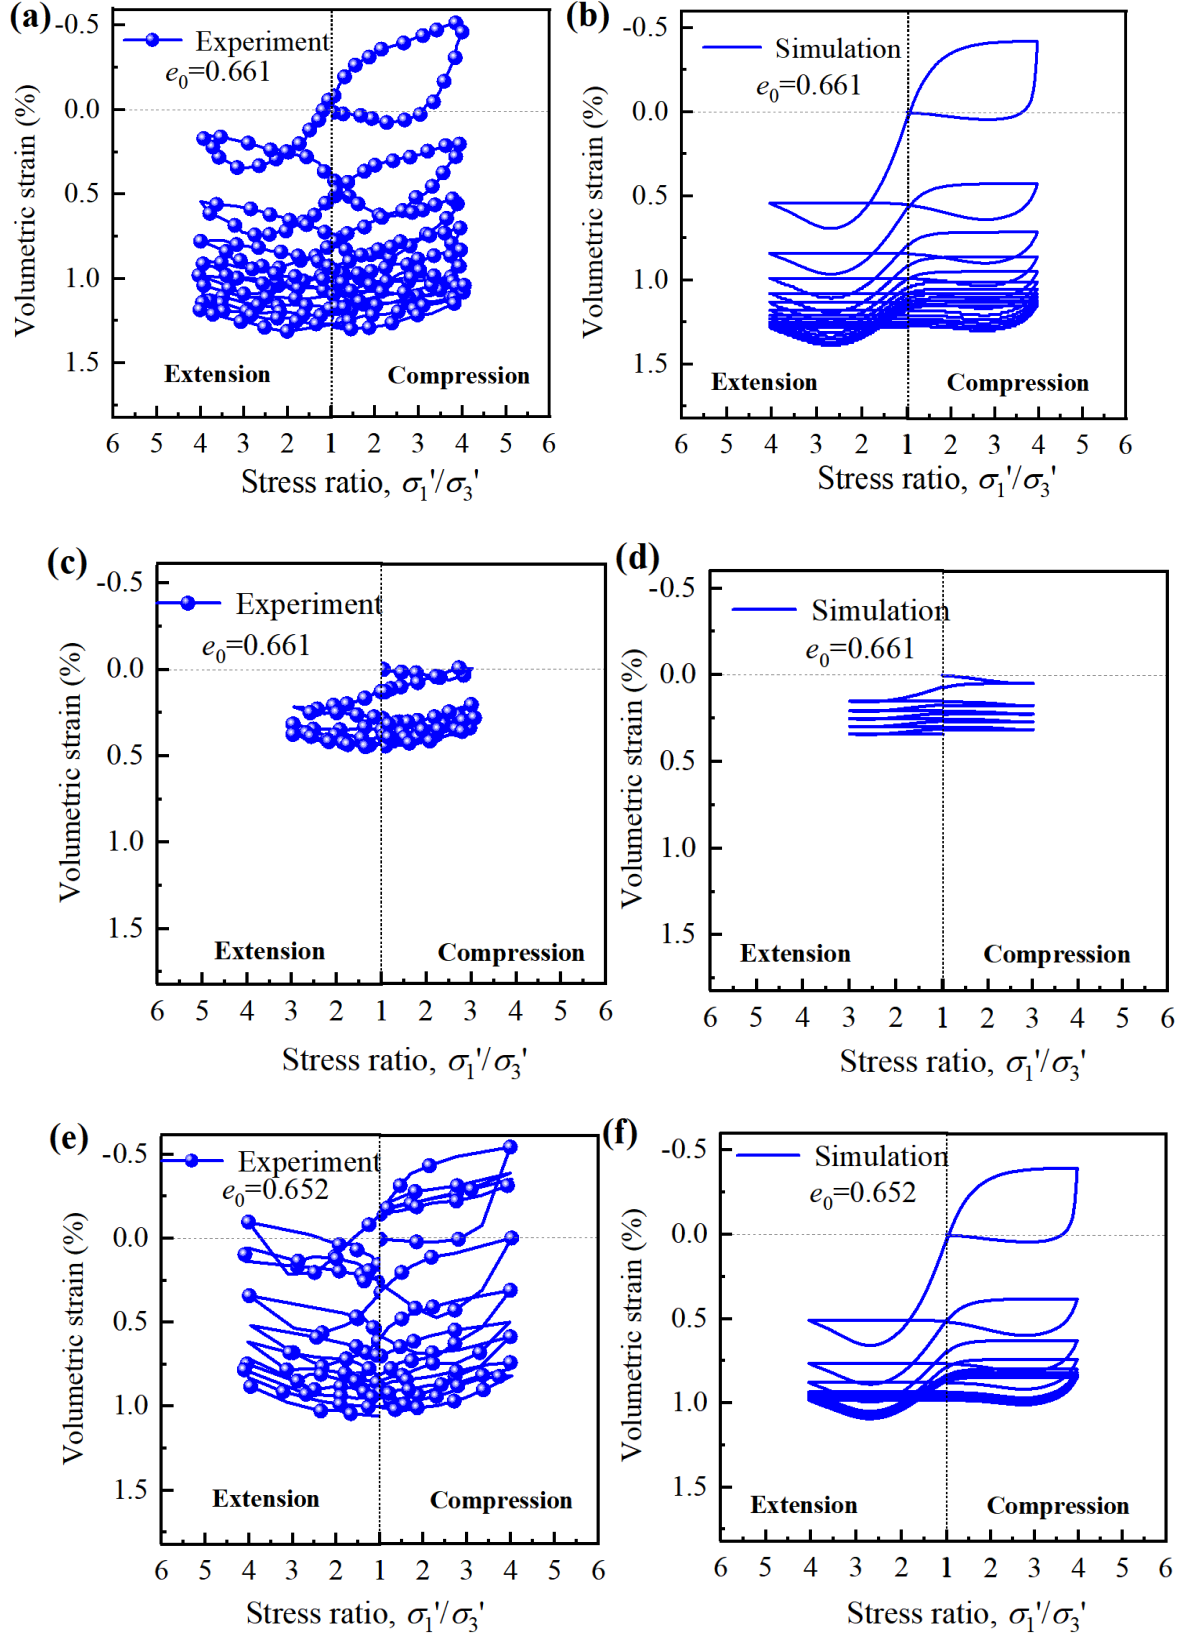 (a)
-0.5
0.0
0.5
1.0
1.5
Volumetric strain (%)
Experiment
e0=0.661
Extension
Compression
6 5 4 3 2 1 2 3 4 5 6
Stress ratio, σ1'/σ3'
(b)
-0.5
0.0
0.5
1.0
1.5
Volumetric strain (%)
Simulation
e0=0.661
Extension
Compression
6 5 4 3 2 1 2 3 4 5 6
Stress ratio, σ1'/σ3'
(c)
-0.5
0.0
0.5
1.0
1.5
Volumetric strain (%)
Experiment
e0=0.661
Extension
Compression
6 5 4 3 2 1 2 3 4 5 6
Stress ratio, σ1'/σ3'
(d)
-0.5
0.0
0.5
1.0
1.5
Volumetric strain (%)
Simulation
e0=0.661
Extension
Compression
6 5 4 3 2 1 2 3 4 5 6
Stress ratio, σ1'/σ3'
(e)
-0.5
0.0
0.5
1.0
1.5
Volumetric strain (%)
Experiment
e0=0.652
Extension
Compression
6 5 4 3 2 1 2 3 4 5 6
Stress ratio, σ1'/σ3'
(f)
-0.5
0.0
0.5
1.0
1.5
Volumetric strain (%)
Simulation
e0=0.652
Extension
Compression
6 5 4 3 2 1 2 3 4 5 6
Stress ratio, σ1'/σ3'